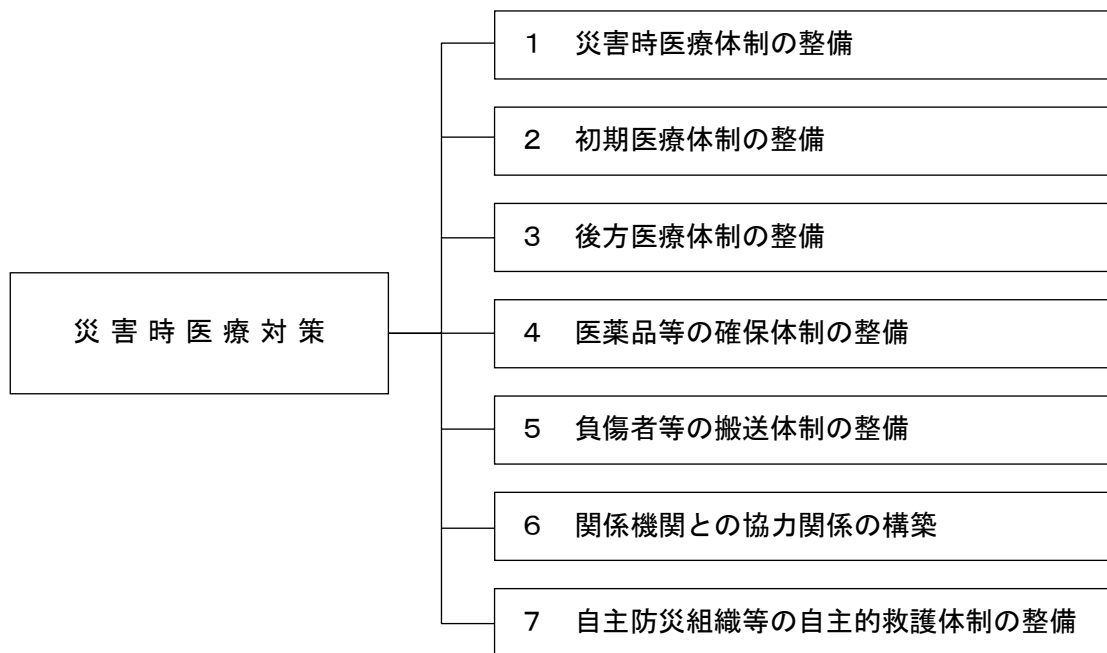 災害時医療対策
１　災害時医療体制の整備
２　初期医療体制の整備
３　後方医療体制の整備
４　医薬品等の確保体制の整備
５　負傷者等の搬送体制の整備
６　関係機関との協力関係の構築
７　自主防災組織等の自主的救護体制の整備